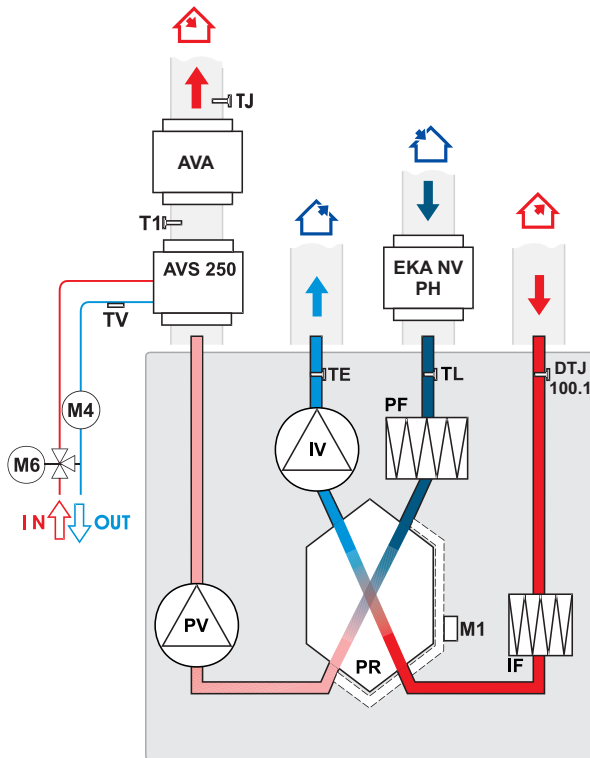 TJ
AVA
T1
AVS 250
EKA NV
PH
TV
TE
TL
DTJ
100.1
PF
M4
IV
M6
IN
OUT
PV
M1
PR
IF